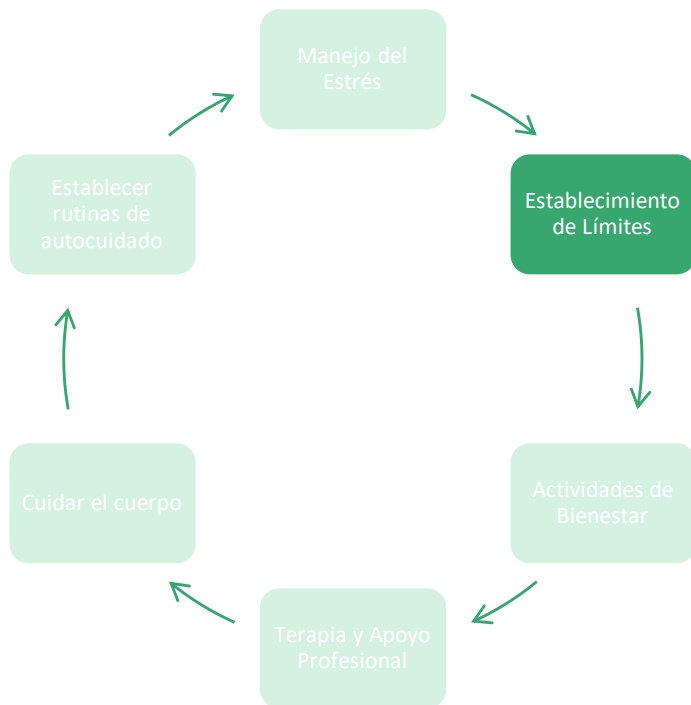 Manejo del
Estrés
Establecimiento
de Límites
Actividades de
Bienestar
Terapia y Apoyo
Profesional
Cuidar el cuerpo
Establecer
rutinas de
autocuidado